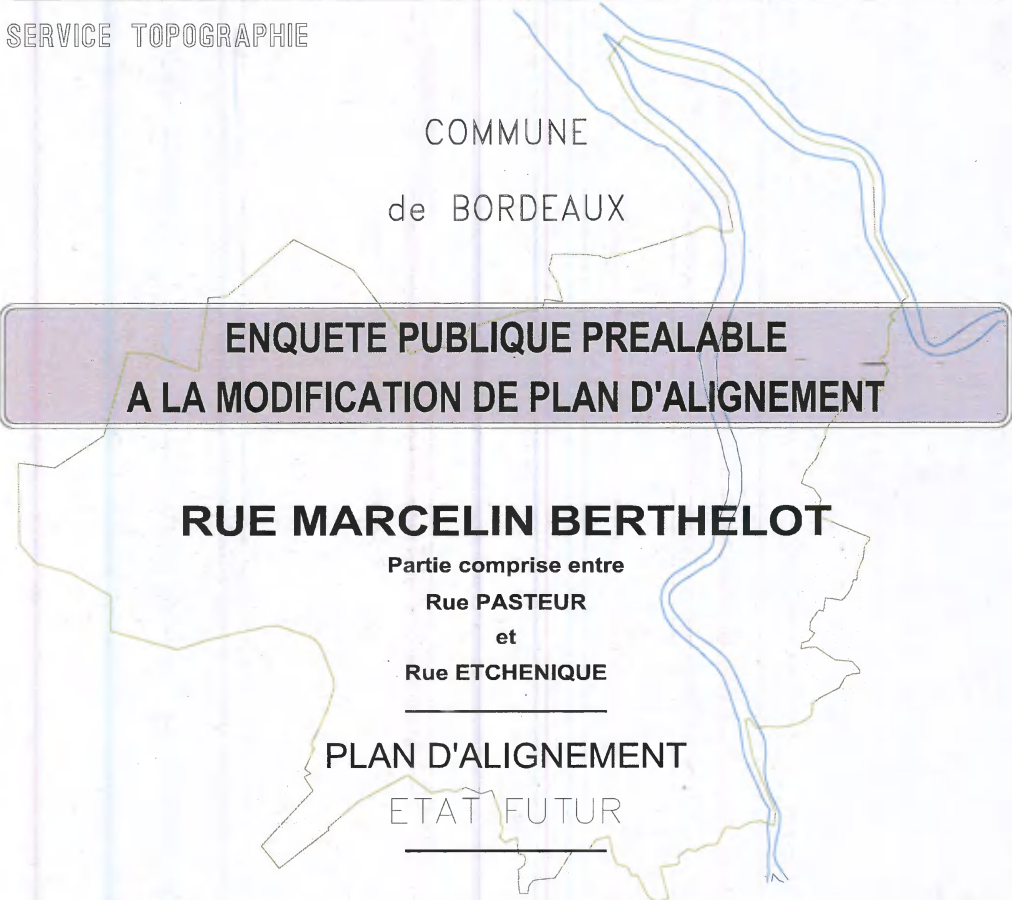 SERVICE TOPOGRAPHIE
COMMUNE
de BORDEAUX
ENQUETE PUBLIQUE PREALABLE
A LA MODIFICATION DE PLAN D'ALIGNEMENT
RUE MARCELIN BERTHELOT
Partie comprise entre
Rue PASTEUR
et
Rue ETCHENIQUE
PLAN D'ALIGNEMENT
ETAT FUTUR